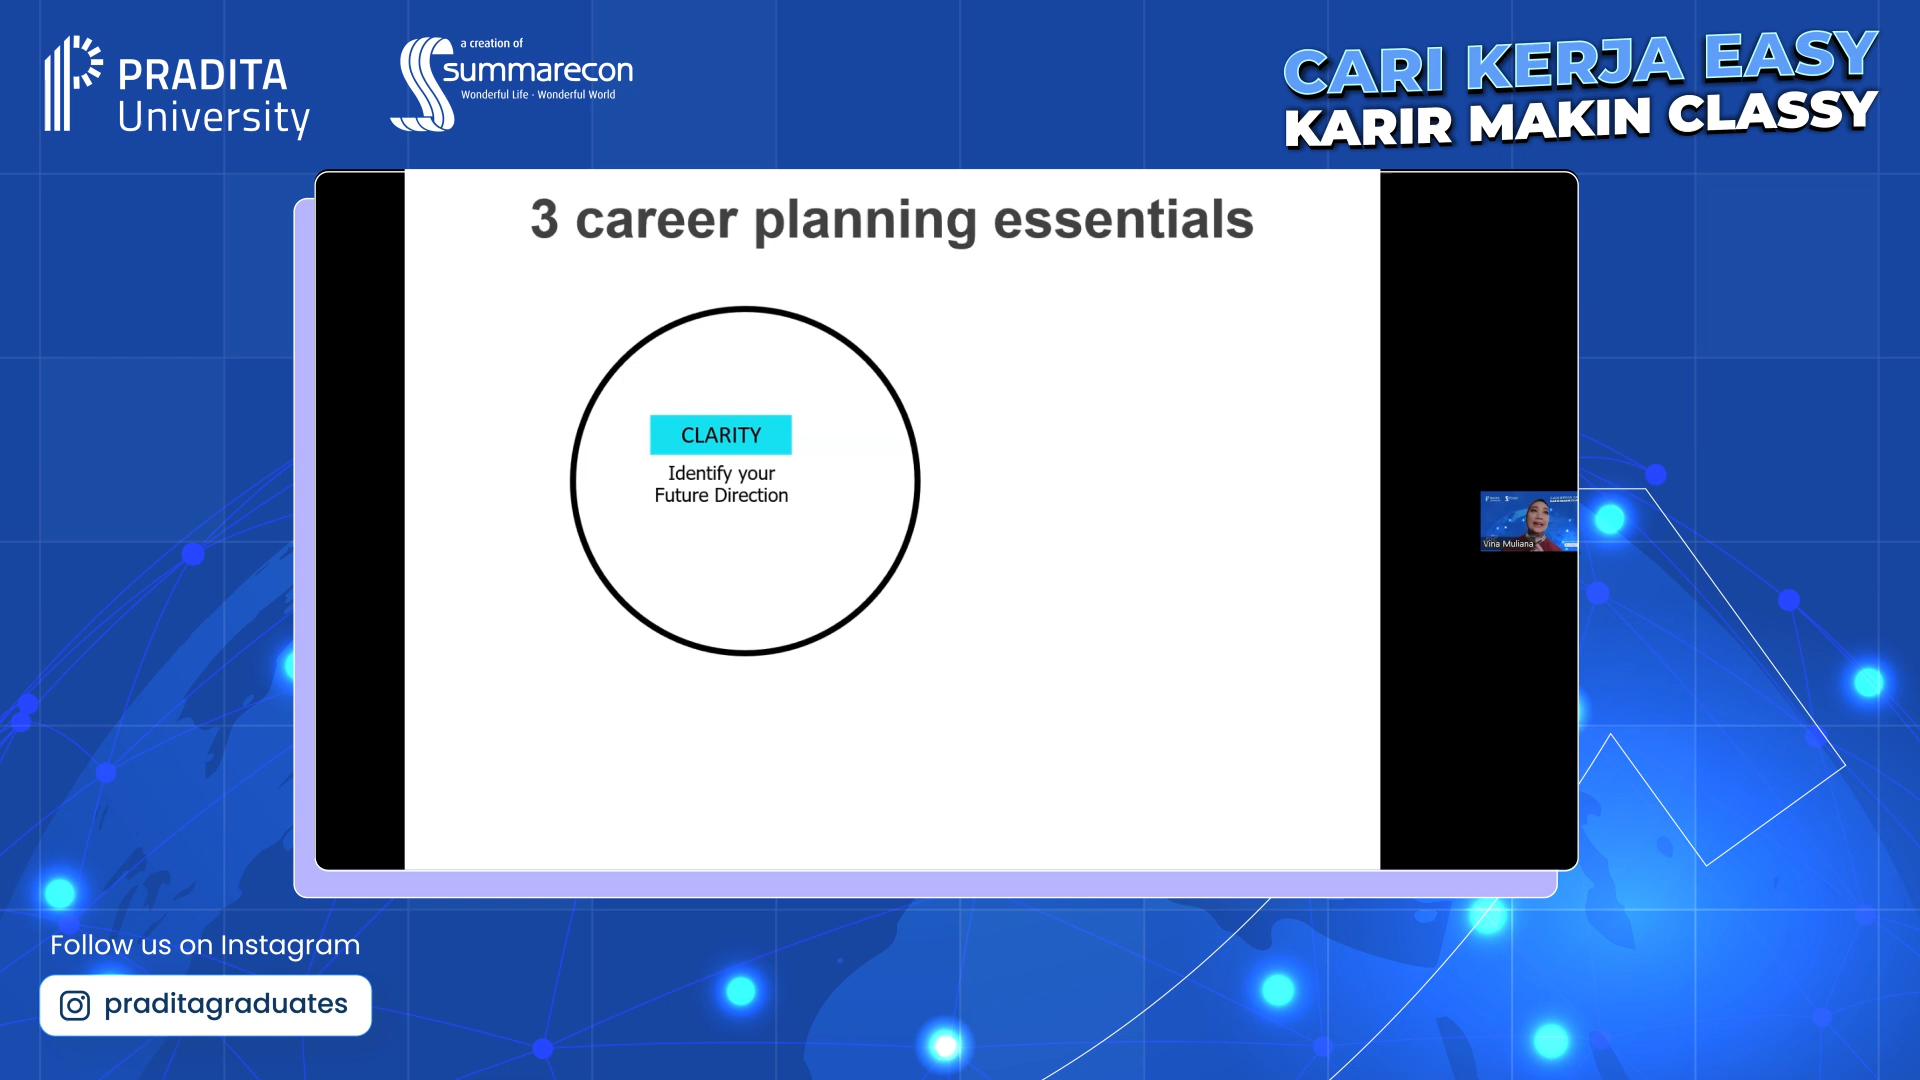 PRADITA
University
a creation of
summarecon
Wonderful Life · Wonderful World
CARI KERJA EASY
KARIR MAKIN CLASSY
3 career planning essentials
CLARITY
Identify your
Future Direction
Vina Muliana
Follow us on Instagram
praditagraduates